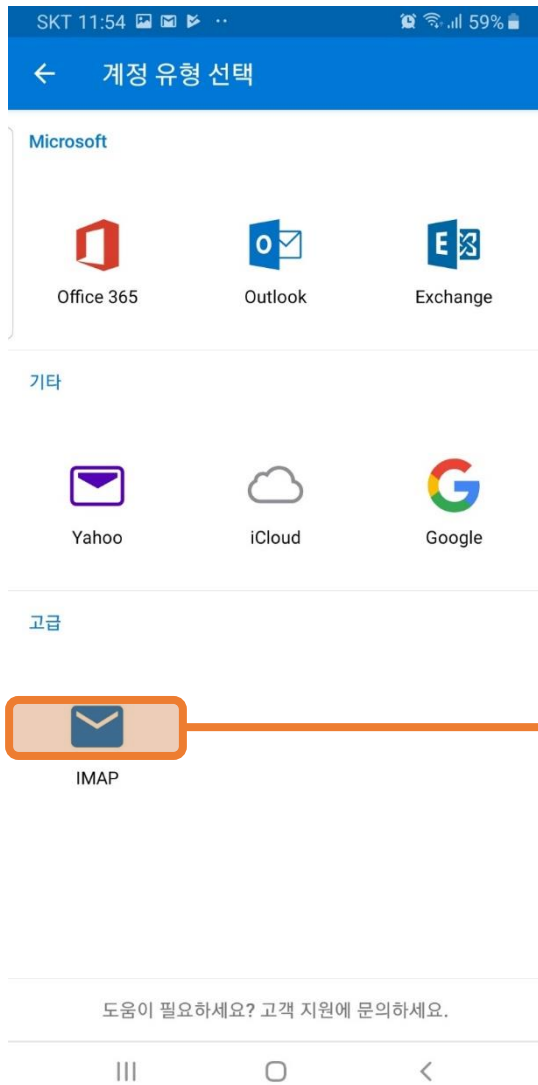 SKT 11:54 59%
계정 유형 선택
Microsoft
Office 365 Outlook Exchange
기타
Yahoo iCloud Google
고급
IMAP
도움이 필요하세요? 고객 지원에 문의하세요.